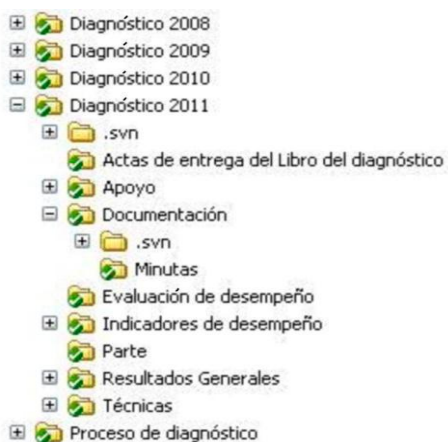 Diagnóstico 2008
Diagnóstico 2009
Diagnóstico 2010
Diagnóstico 2011
.svn
Actas de entrega del Libro del diagnóstico
Apoyo
Documentación
.svn
Minutas
Evaluación de desempeño
Indicadores de desempeño
Parte
Resultados Generales
Técnicas
Proceso de diagnóstico